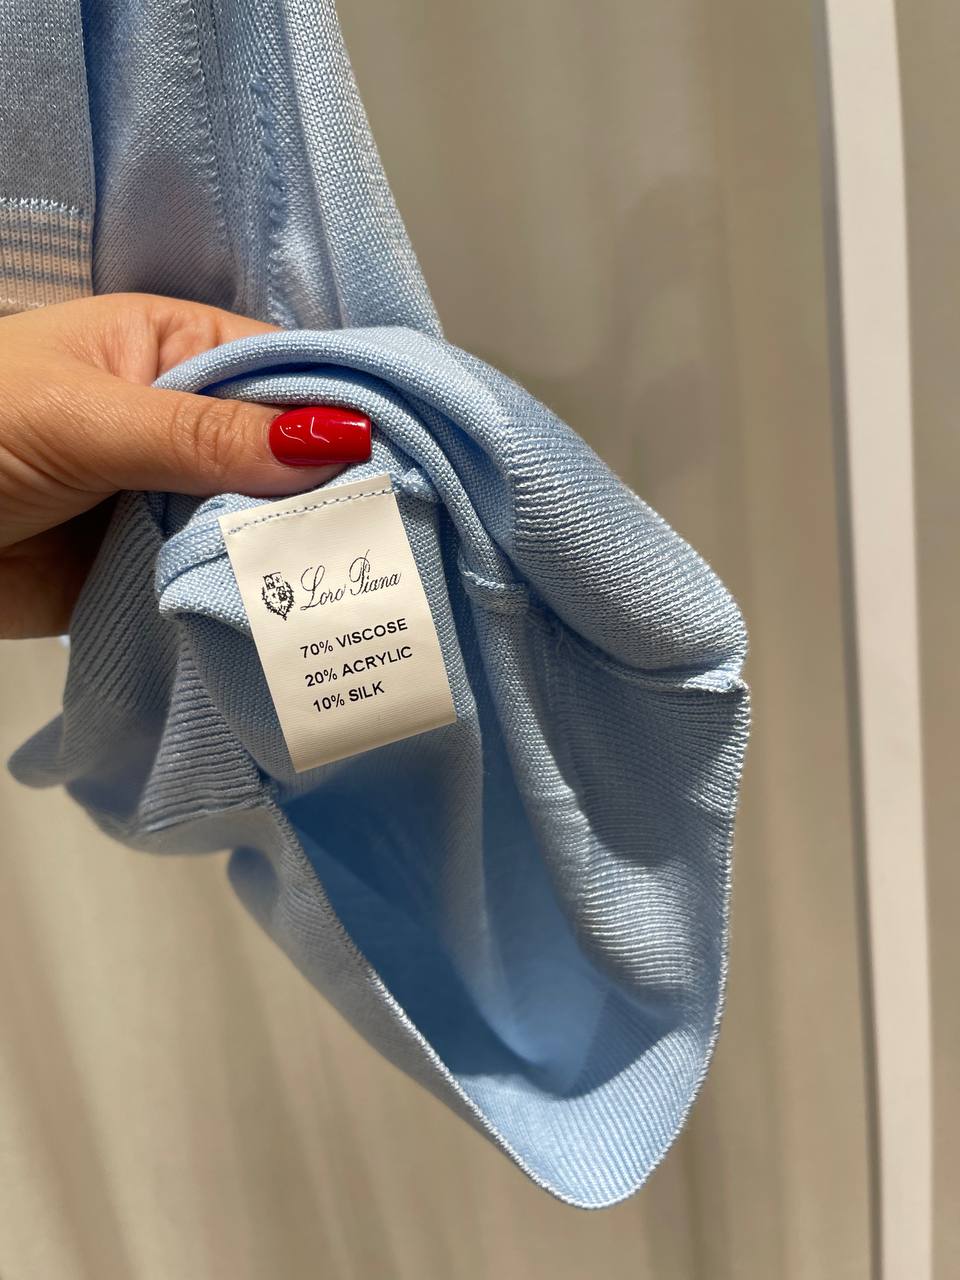 Loro Piana
70% VISCOSE
20% ACRYLIC
10% SILK